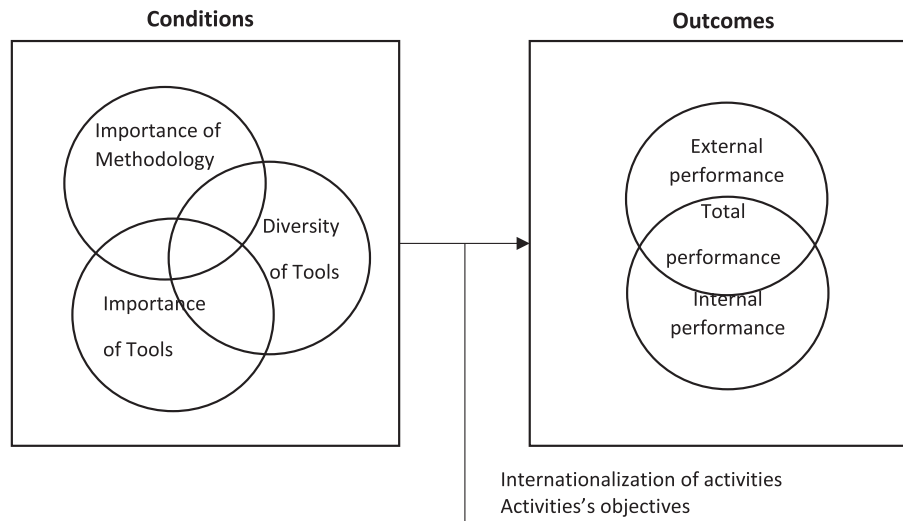 Conditions
Importance of
Methodology
Diversity
of Tools
Importance
of Tools
Outcomes
External
performance
Total
performance
Internal
performance
Internationalization of activities
Activities's objectives